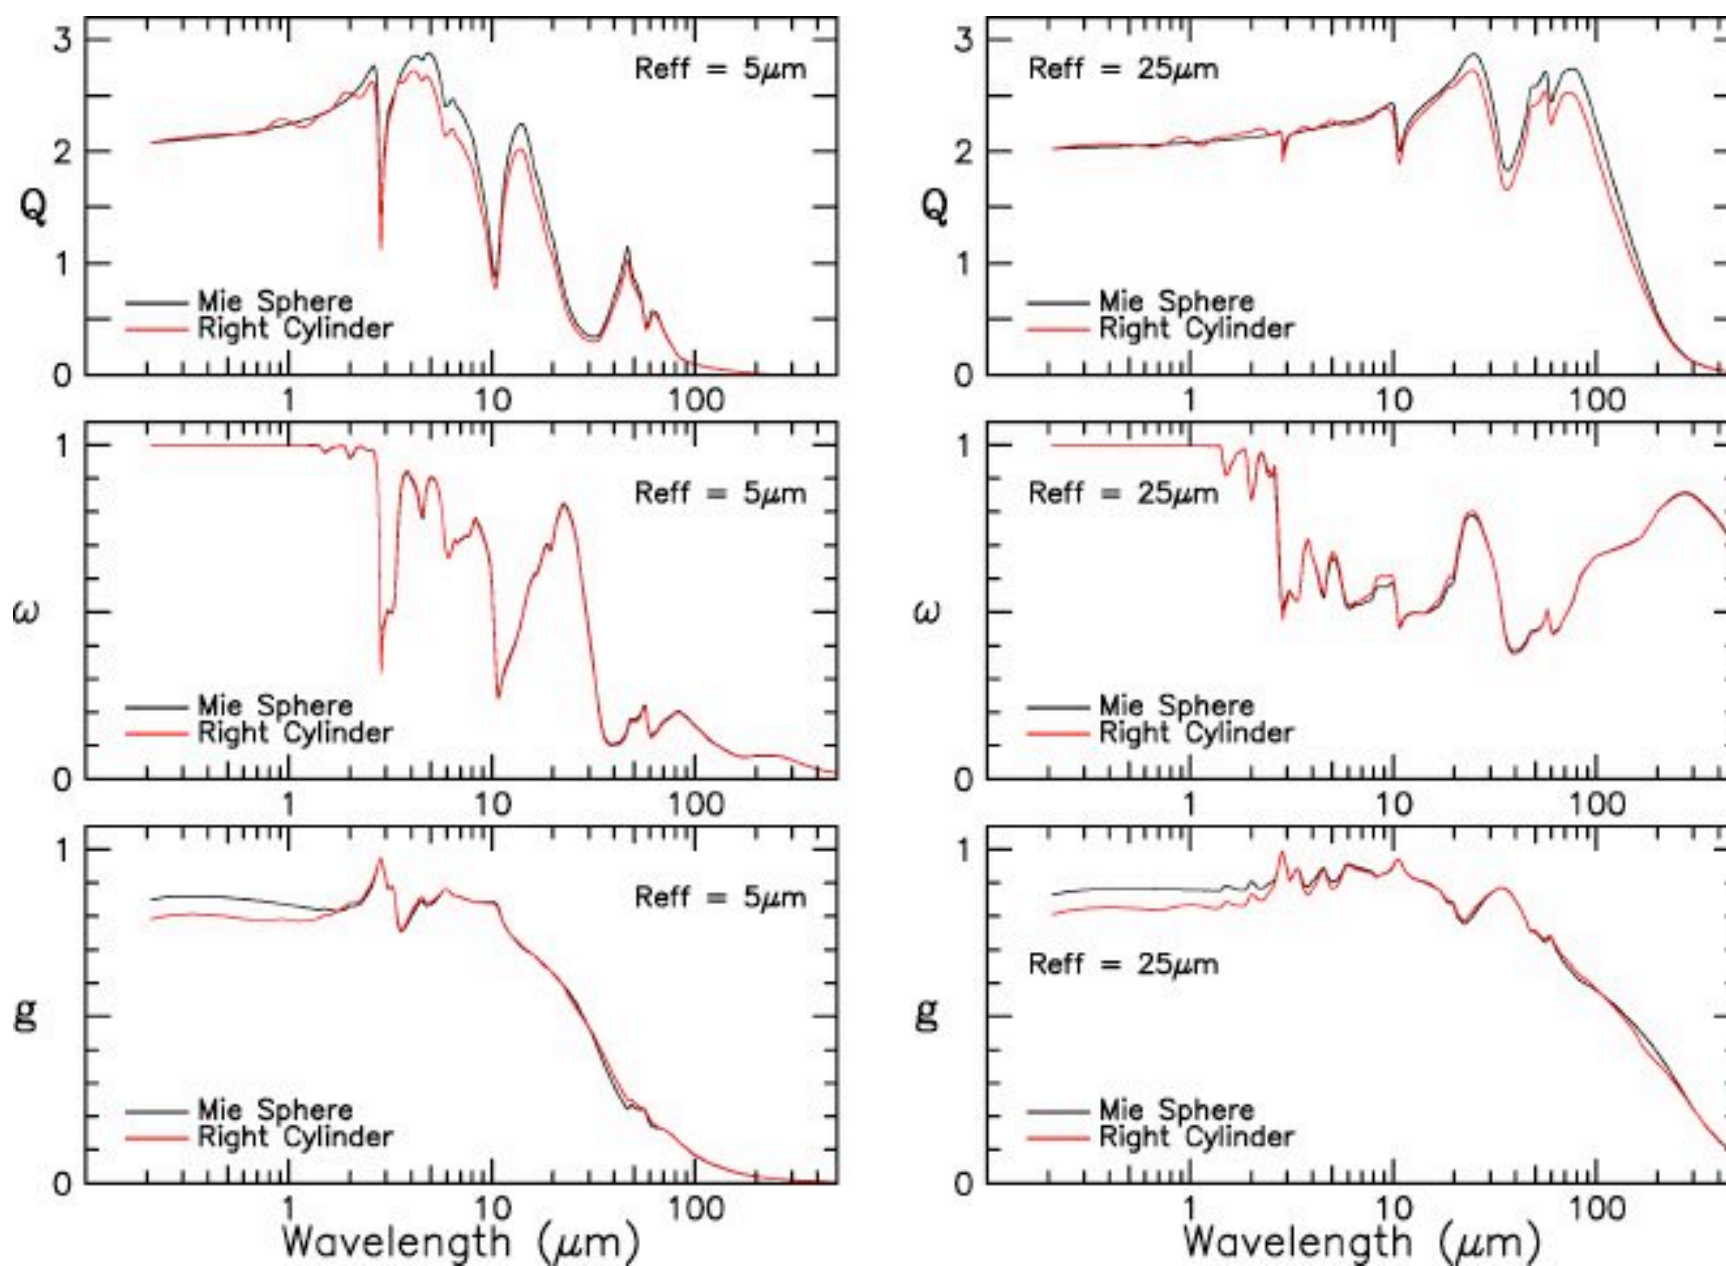 3
2
1
0
Q
Reff = 5μm
Mie Sphere
Right Cylinder
1 10 100
3
2
1
0
Q
Reff = 25μm
Mie Sphere
Right Cylinder
1 10 100
1
0
ω
Reff = 5μm
Mie Sphere
Right Cylinder
1 10 100
1
0
ω
Reff = 25μm
Mie Sphere
Right Cylinder
1 10 100
1
0
g
Reff = 5μm
Mie Sphere
Right Cylinder
1 10 100
Wavelength (μm)
1
0
g
Reff = 25μm
Mie Sphere
Right Cylinder
1 10 100
Wavelength (μm)